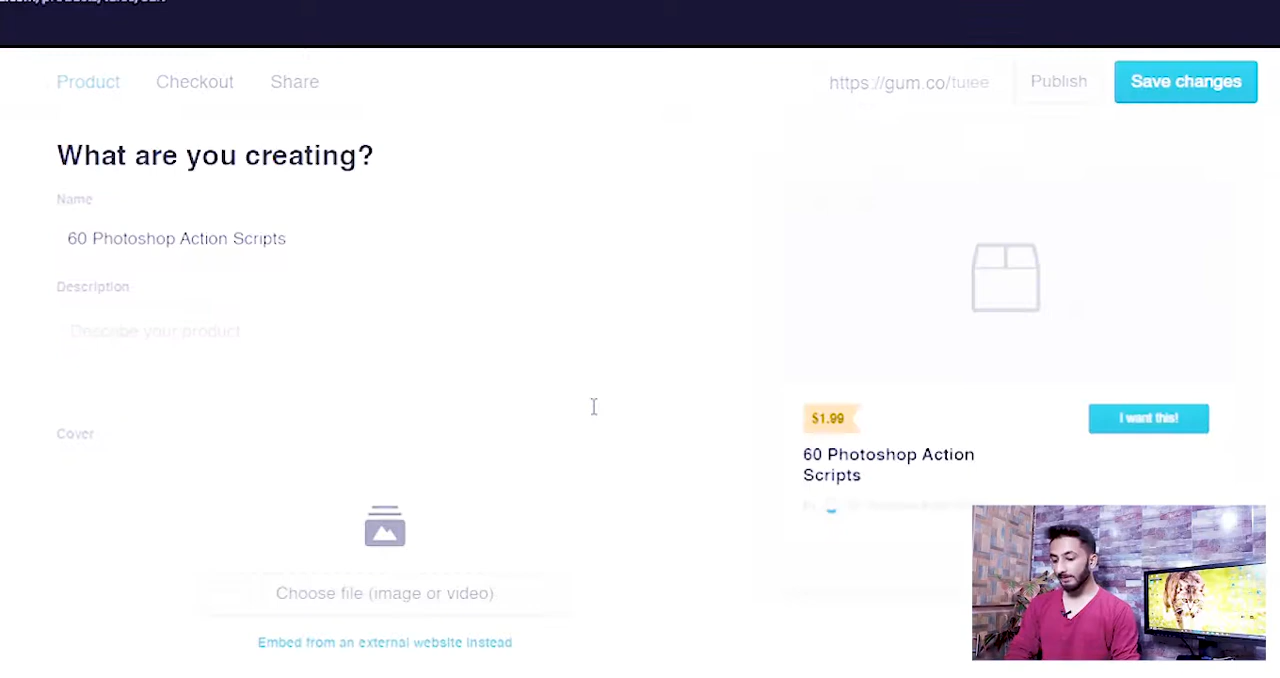 Product Checkout Share https://gum.co/tuiee Publish Save changes
What are you creating?
Name
60 Photoshop Action Scripts
Description
Describe your product
Cover
Choose file (image or video)
Embed from an external website instead
$1.99 I want this!
60 Photoshop Action
Scripts